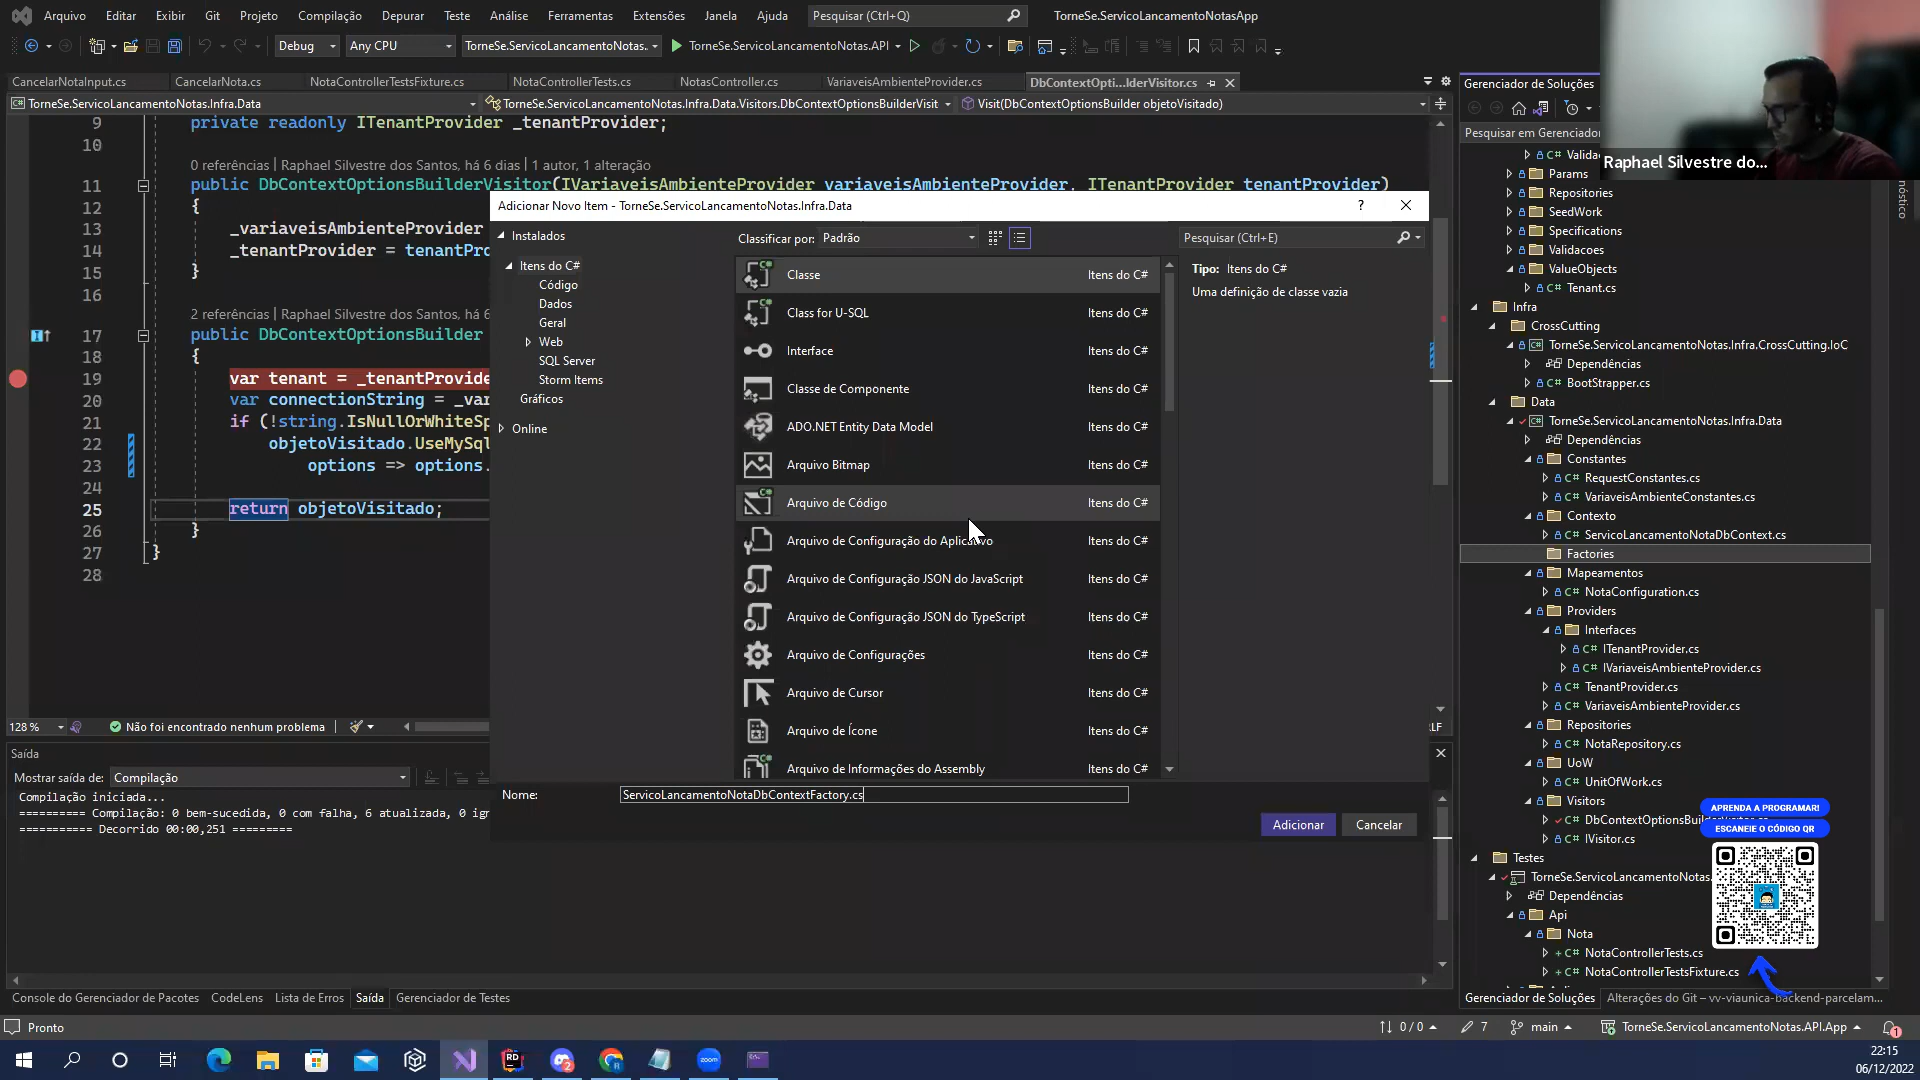 Arquivo Editar Exibir Git Projeto Compilação Depurar Teste Análise Ferramentas Extensões Janela Ajuda Pesquisar (Ctrl+Q) TorneSe.ServicoLancamentoNotasApp
Debug Any CPU TorneSe.ServicoLancamentoNotas. TorneSe.ServicoLancamentoNotas.API
CancelarNotaInput.cs CancelarNota.cs NotaControllerTestsFixture.cs NotaControllerTests.cs NotasController.cs VariaveisAmbienteProvider.cs DbContextOpti...lderVisitor.cs
TorneSe.ServicoLancamentoNotas.Infra.Data TorneSe.ServicoLancamentoNotas.Infra.Data.Visitors.DbContextOptionsBuilderVisit Visit(DbContextOptionsBuilder objetoVisitado)
9 private readonly ITenantProvider _tenantProvider;
10
0 referências | Raphael Silvestre dos Santos, há 6 dias | 1 autor, 1 alteração
11 public DbContextOptionsBuilderVisitor(IVariaveisAmbienteProvider variaveisAmbienteProvider, ITenantProvider tenantProvider)
12 {
13 _variaveisAmbienteProvider
14 _tenantProvider = tenantPro
15 }
16
2 referências | Raphael Silvestre dos Santos, há 6
17 public DbContextOptionsBuilder
18 {
19 var tenant = _tenantProvide
20 var connectionString = _var
21 if (!string.IsNullOrWhiteSp
22 objetoVisitado.UseMySql
23 options => options.
24
25 return objetoVisitado;
26 }
27 }
28
128 % Não foi encontrado nenhum problema
LF
Adicionar Novo Item - TorneSe.ServicoLancamentoNotas.Infra.Data ?
Instalados
Itens do C#
Código
Dados
Geral
Web
SQL Server
Storm Items
Gráficos
Online
Classificar por: Padrão
Pesquisar (Ctrl+E)
Classe Itens do C#
Class for U-SQL Itens do C#
Interface Itens do C#
Classe de Componente Itens do C#
ADO.NET Entity Data Model Itens do C#
Arquivo Bitmap Itens do C#
Arquivo de Código Itens do C#
Arquivo de Configuração do Aplicativo Itens do C#
Arquivo de Configuração JSON do JavaScript Itens do C#
Arquivo de Configuração JSON do TypeScript Itens do C#
Arquivo de Configurações Itens do C#
Arquivo de Cursor Itens do C#
Arquivo de Ícone Itens do C#
Arquivo de Informações do Assembly Itens do C#
Tipo: Itens do C#
Uma definição de classe vazia
Nome: ServicoLancamentoNotaDbContextFactory.cs
Adicionar Cancelar
Saída
Mostrar saída de: Compilação
Compilação iniciada...
========== Compilação: 0 bem-sucedida, 0 com falha, 6 atualizada, 0 ign
=========== Decorrido 00:00,251 =========
Console do Gerenciador de Pacotes CodeLens Lista de Erros Saída Gerenciador de Testes
Gerenciador de Soluções
Pesquisar em Gerenciador
Raphael Silvestre do...
nóstico
Valida
Params
Repositories
SeedWork
Specifications
Validacoes
ValueObjects
Tenant.cs
Infra
CrossCutting
TorneSe.ServicoLancamentoNotas.Infra.CrossCutting.IoC
Dependências
BootStrapper.cs
Data
TorneSe.ServicoLancamentoNotas.Infra.Data
Dependências
Constantes
RequestConstantes.cs
VariaveisAmbienteConstantes.cs
Contexto
ServicoLancamentoNotaDbContext.cs
Factories
Mapeamentos
NotaConfiguration.cs
Providers
Interfaces
ITenantProvider.cs
IVariaveisAmbienteProvider.cs
TenantProvider.cs
VariaveisAmbienteProvider.cs
Repositories
NotaRepository.cs
UoW
UnitOfWork.cs
Visitors
DbContextOptionsBuilderVisitor.cs
IVisitor.cs
Testes
TorneSe.ServicoLancamentoNotas.
Dependências
Api
Nota
NotaControllerTests.cs
NotaControllerTestsFixture.cs
APRENDA A PROGRAMAR!
ESCANEIE O CÓDIGO QR
Gerenciador de Soluções Alterações do Git – vv-viaunica-backend-parcelam...
Pronto 0 / 0 7 main TorneSe.ServicoLancamentoNotas.API.App 1
22:15
06/12/2022